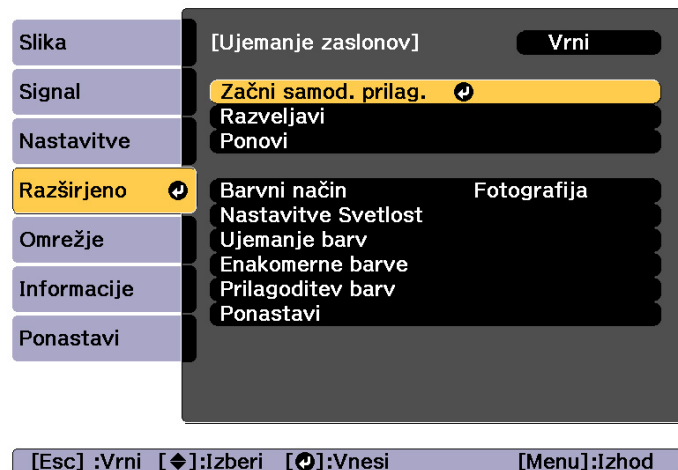 Slika
Signal
Nastavitve
Razširjeno
Omrežje
Informacije
Ponastavi
[Ujemanje zaslonov] Vrni
Začni samod. prilag.
Razveljavi
Ponovi
Barvni način Fotografija
Nastavitve Svetlost
Ujemanje barv
Enakomerne barve
Prilagoditev barv
Ponastavi
[Esc] :Vrni [◆]:Izberi [↵]:Vnesi [Menu]:Izhod